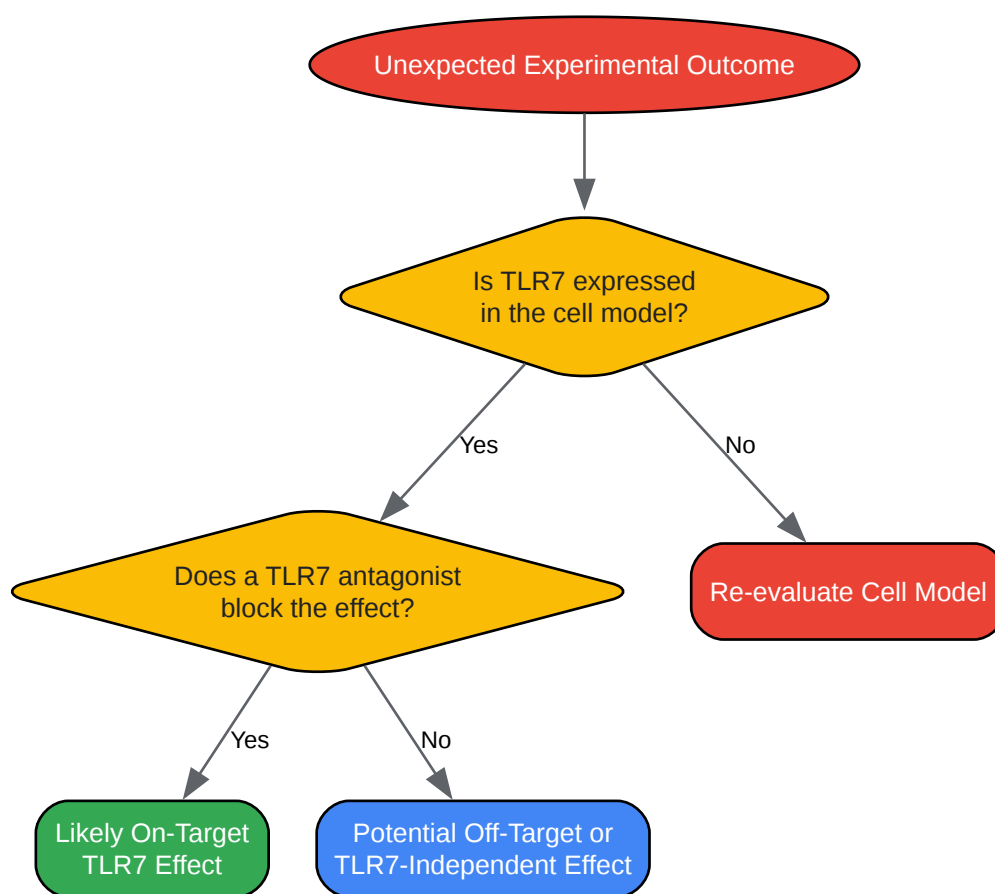 Unexpected Experimental Outcome
Is TLR7 expressed
in the cell model?
Yes
No
Does a TLR7 antagonist
block the effect?
Re-evaluate Cell Model
Yes
No
Likely On-Target
TLR7 Effect
Potential Off-Target or
TLR7-Independent Effect